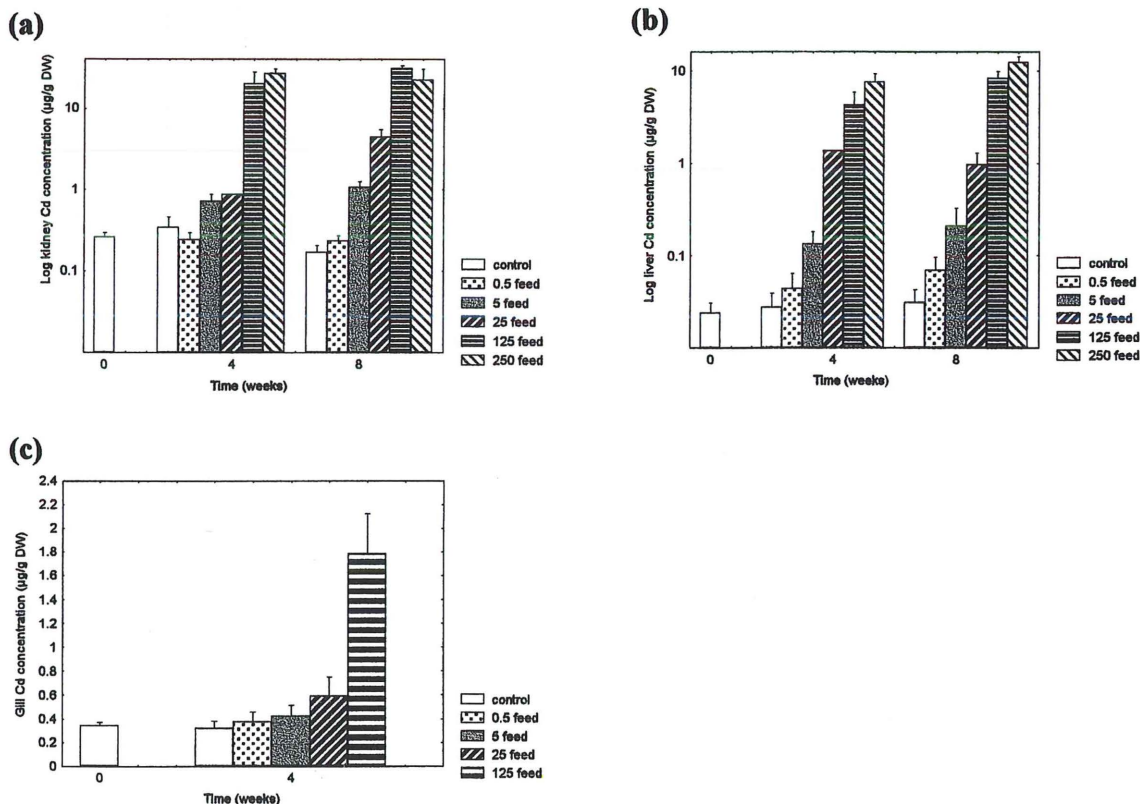 (a)
Log kidney Cd concentration (µg/g DW)
10
1
0.1
0
4
8
Time (weeks)
control
0.5 feed
5 feed
25 feed
125 feed
250 feed
(b)
Log liver Cd concentration (µg/g DW)
10
1
0.1
0
4
8
Time (weeks)
control
0.5 feed
5 feed
25 feed
125 feed
250 feed
(c)
Gill Cd concentration (µg/g DW)
2.4
2.2
2
1.8
1.6
1.4
1.2
1
0.8
0.6
0.4
0.2
0
0
4
Time (weeks)
control
0.5 feed
5 feed
25 feed
125 feed